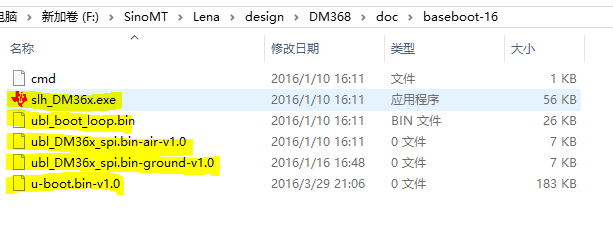 电脑 > 新加卷 (F:) > SinoMT > Lena > design > DM368 > doc > baseboot-16
名称 修改日期 类型 大小
cmd 2016/1/10 16:11 文件 1 KB
slh_DM36x.exe 2016/1/10 16:11 应用程序 56 KB
ubl_boot_loop.bin 2016/1/10 16:11 BIN 文件 26 KB
ubl_DM36x_spi.bin-air-v1.0 2016/1/10 16:11 0 文件 7 KB
ubl_DM36x_spi.bin-ground-v1.0 2016/1/16 16:48 0 文件 7 KB
u-boot.bin-v1.0 2016/3/29 21:06 0 文件 183 KB